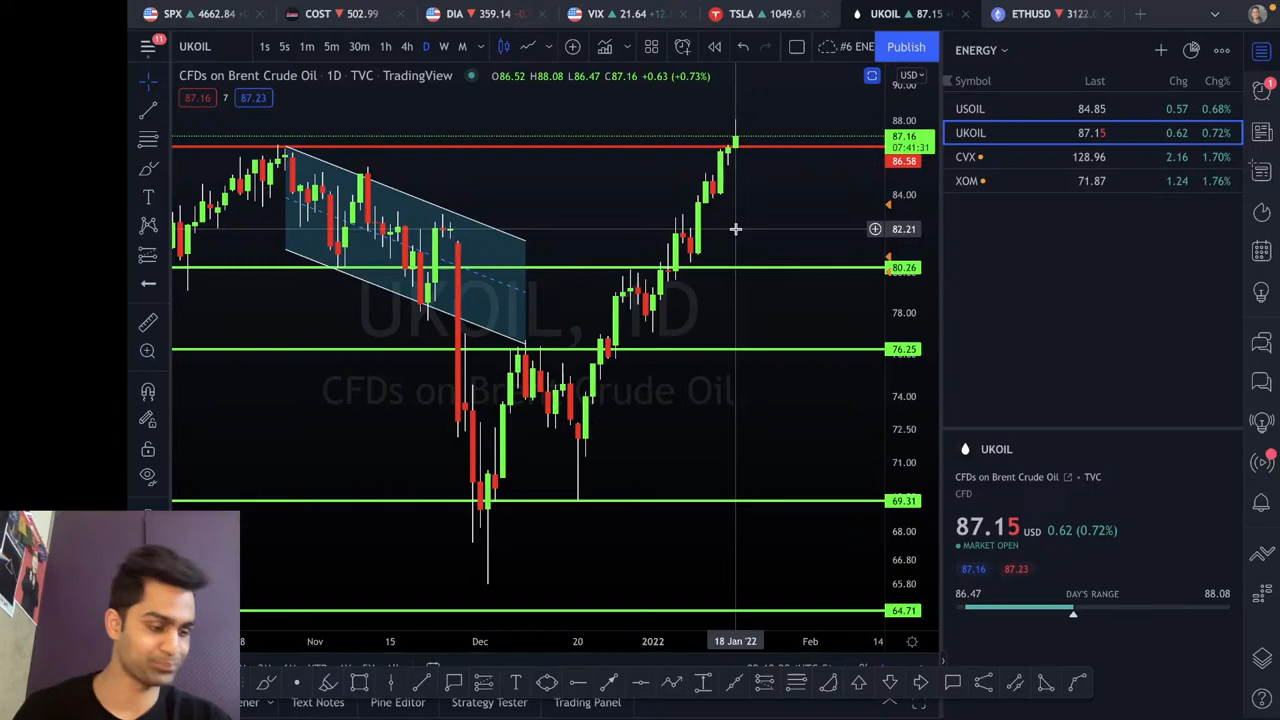 SPX ▲ 4662.84
COST ▼ 502.99
DIA ▼ 359.14
VIX ▲ 21.64
TSLA ▲ 1049.61
UKOIL ▲ 87.15
ETHUSD ▼ 3122.
11
UKOIL
1s 5s 1m 5m 30m 1h 4h D W M
#6 ENE
Publish
ENERGY
CFDs on Brent Crude Oil · 1D · TVC · TradingView
O86.52 H88.08 L86.47 C87.16 +0.63 (+0.73%)
USD
87.16 7 87.23
Symbol Last Chg Chg%
USOIL 84.85 0.57 0.68%
UKOIL 87.15 0.62 0.72%
CVX 128.96 2.16 1.70%
XOM 71.87 1.24 1.76%
1
90.00
88.00
87.16
07:41:31
86.58
84.00
82.21
80.26
78.00
76.25
74.00
72.50
71.00
69.31
68.00
66.80
65.80
64.71
UKOIL, 1D
CFDs on Brent Crude Oil
UKOIL
CFDs on Brent Crude Oil · TVC
CFD
87.15 USD 0.62 (0.72%)
MARKET OPEN
87.16 87.23
86.47 DAY'S RANGE 88.08
8 Nov 15 Dec 20 2022 18 Jan '22 Feb 14
Text Notes Pine Editor Strategy Tester Trading Panel